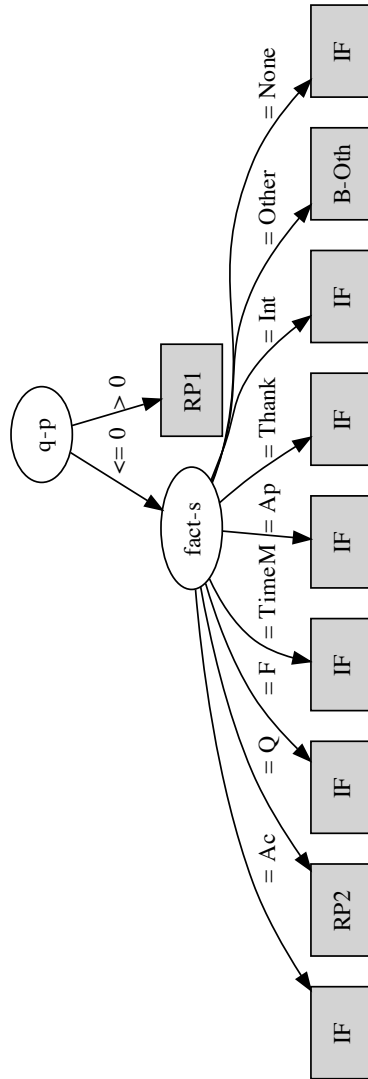 q-p
<= 0
> 0
fact-s
RP1
= Ac
= Q
= F
= TimeM
= Ap
= Thank
= Int
= Other
= None
IF
RP2
IF
IF
IF
IF
IF
B-Oth
IF